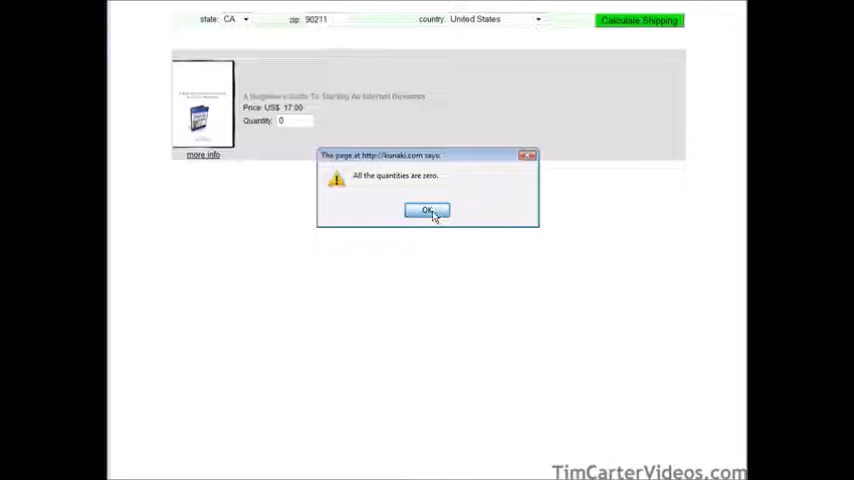 state: CA zip: 90211 country: United States Calculate Shipping
A Beginners Guide To Starting An Internet Business
Price: US$ 17.00
Quantity: 0
more info
The page at http://kunaki.com says:
All the quantities are zero.
OK
TimCarterVideos.com